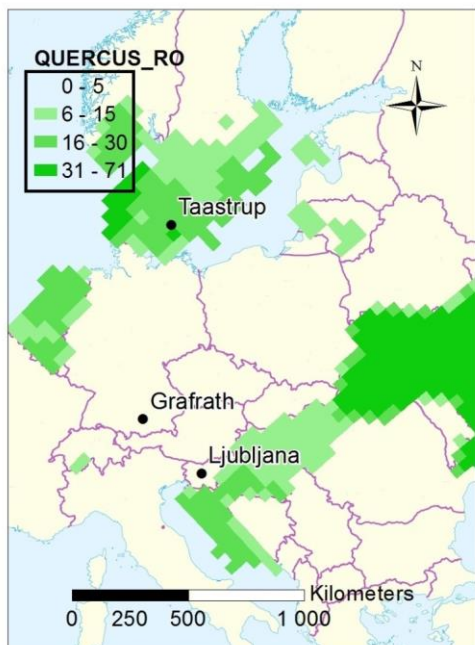 QUERCUS_RO
0 - 5
6 - 15
16 - 30
31 - 71
N
Taastrup
Grafrath
Ljubljana
Kilometers
0 250 500 1 000